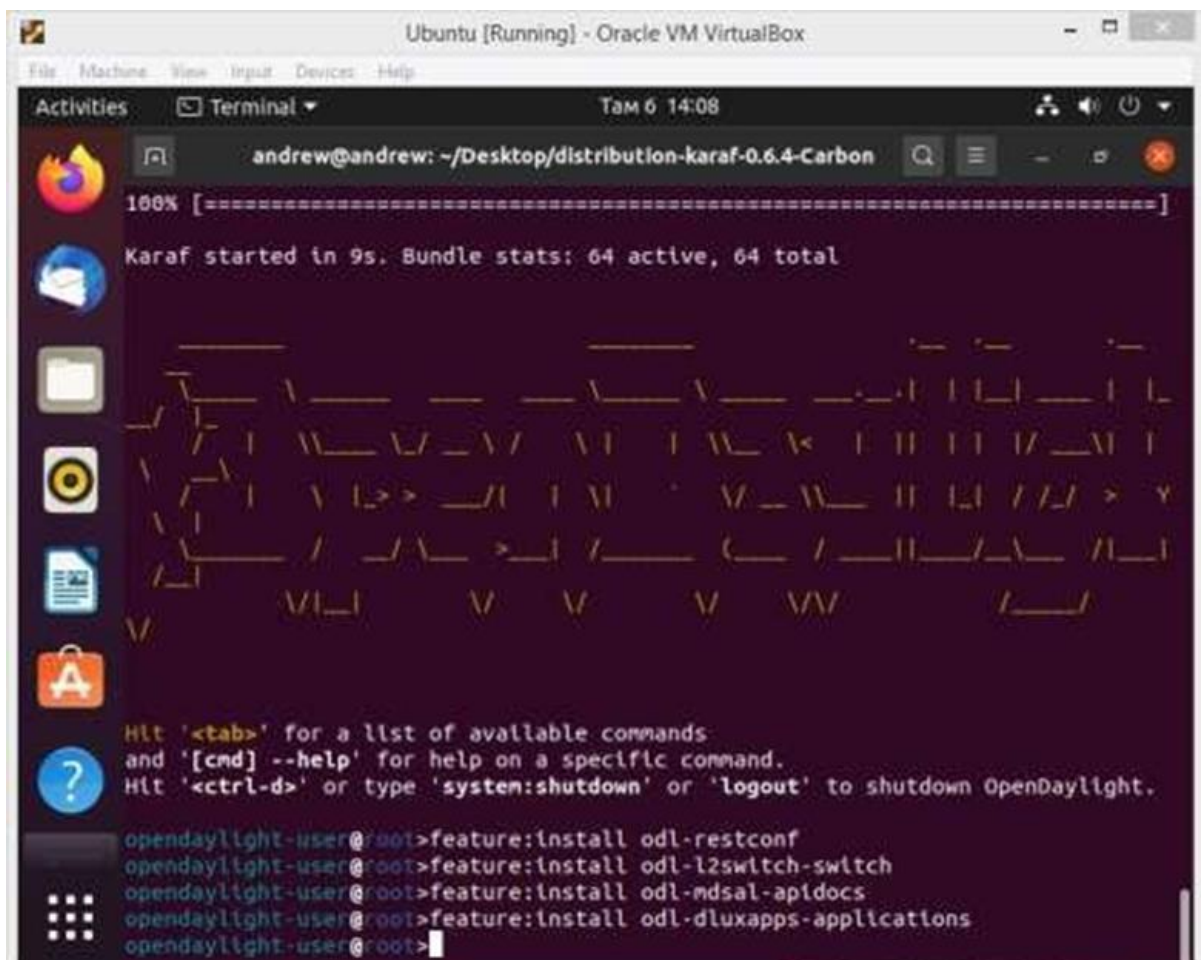 Ubuntu [Running] - Oracle VM VirtualBox
File Machine View Input Devices Help
Activities Terminal Там 6 14:08
andrew@andrew: ~/Desktop/distribution-karaf-0.6.4-Carbon
100% [========================================================================]
Karaf started in 9s. Bundle stats: 64 active, 64 total
Hit '<tab>' for a list of available commands
and '[cmd] --help' for help on a specific command.
Hit '<ctrl-d>' or type 'system:shutdown' or 'logout' to shutdown OpenDaylight.
opendaylight-user@root>feature:install odl-restconf
opendaylight-user@root>feature:install odl-l2switch-switch
opendaylight-user@root>feature:install odl-mdsal-apidocs
opendaylight-user@root>feature:install odl-dluxapps-applications
opendaylight-user@root>